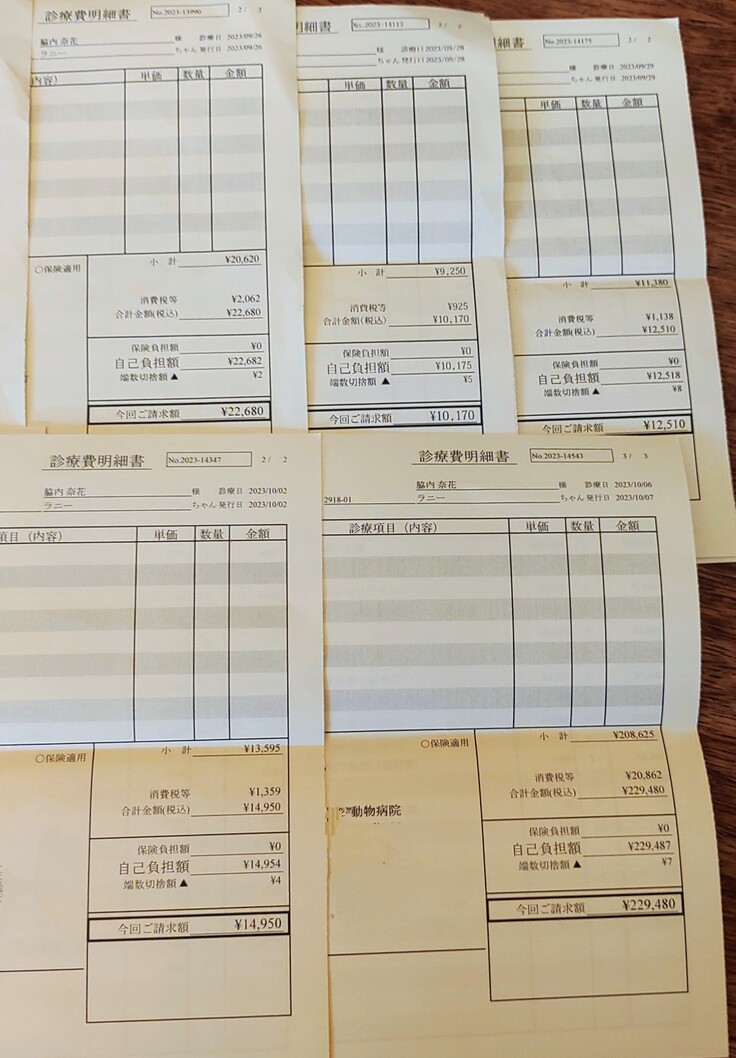 診療費明細書 No.2023-13990 2/ 2
脇内 奈花 様 診療日 2023/09/26
ラニー ちゃん 発行日 2023/09/26
内容) 単価 数量 金額
小 計 ¥20,620
〇保険適用
消費税等 ¥2,062
合計金額(税込) ¥22,680
保険負担額 ¥0
自己負担額 ¥22,682
端数切捨額 ▲ ¥2
今回ご請求額 ¥22,680
明細書 No.2023-14113
様 診療日 2023/09/28
ちゃん 発行日 2023/09/28
単価 数量 金額
小 計 ¥9,250
消費税等 ¥925
合計金額(税込) ¥10,170
保険負担額 ¥0
自己負担額 ¥10,175
端数切捨額 ▲ ¥5
今回ご請求額 ¥10,170
細書 No.2023-14175 2/ 2
様 診療日 2023/09/29
ちゃん 発行日 2023/09/29
単価 数量 金額
小 計 ¥11,380
消費税等 ¥1,138
合計金額(税込) ¥12,510
保険負担額 ¥0
自己負担額 ¥12,518
端数切捨額 ▲ ¥8
今回ご請求額 ¥12,510
診療費明細書 No.2023-14347 2/ 2
脇内 奈花 様 診療日 2023/10/02
ラニー ちゃん 発行日 2023/10/02
項目 (内容) 単価 数量 金額
小 計 ¥13,595
〇保険適用
消費税等 ¥1,359
合計金額(税込) ¥14,950
保険負担額 ¥0
自己負担額 ¥14,954
端数切捨額 ▲ ¥4
今回ご請求額 ¥14,950
診療費明細書 No.2023-14543 3/ 3
脇内 奈花 様 診療日 2023/10/06
2918-01 ラニー ちゃん 発行日 2023/10/07
診療項目 (内容) 単価 数量 金額
小 計 ¥208,625
〇保険適用
消費税等 ¥20,862
合計金額(税込) ¥229,480
動物病院
保険負担額 ¥0
自己負担額 ¥229,487
端数切捨額 ▲ ¥7
今回ご請求額 ¥229,480